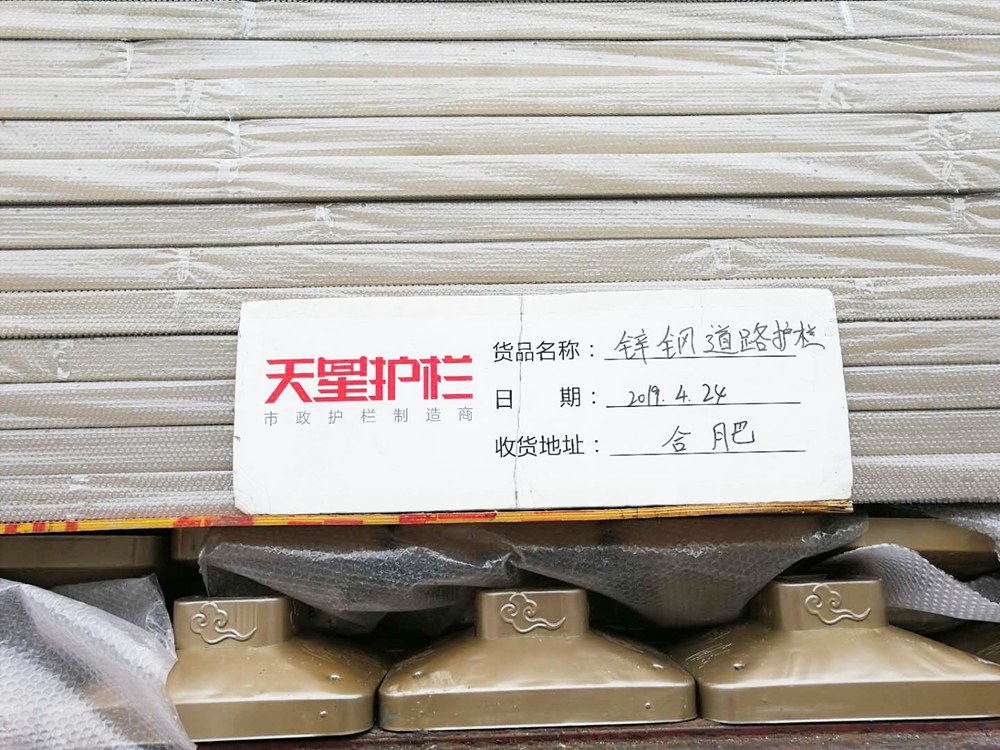 天星护栏
市政护栏制造商
货品名称：锌钢道路护栏
日 期：2019.4.24
收货地址：合肥